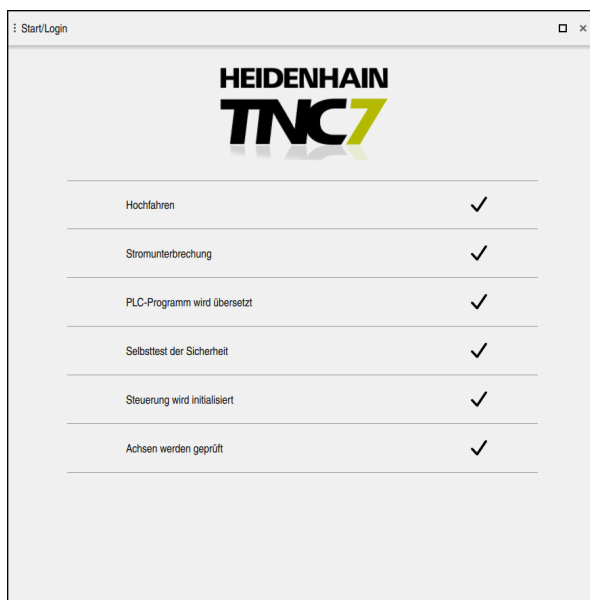 Start/Login
HEIDENHAIN
TNC7
Hochfahren
Stromunterbrechung
PLC-Programm wird übersetzt
Selbsttest der Sicherheit
Steuerung wird initialisiert
Achsen werden geprüft